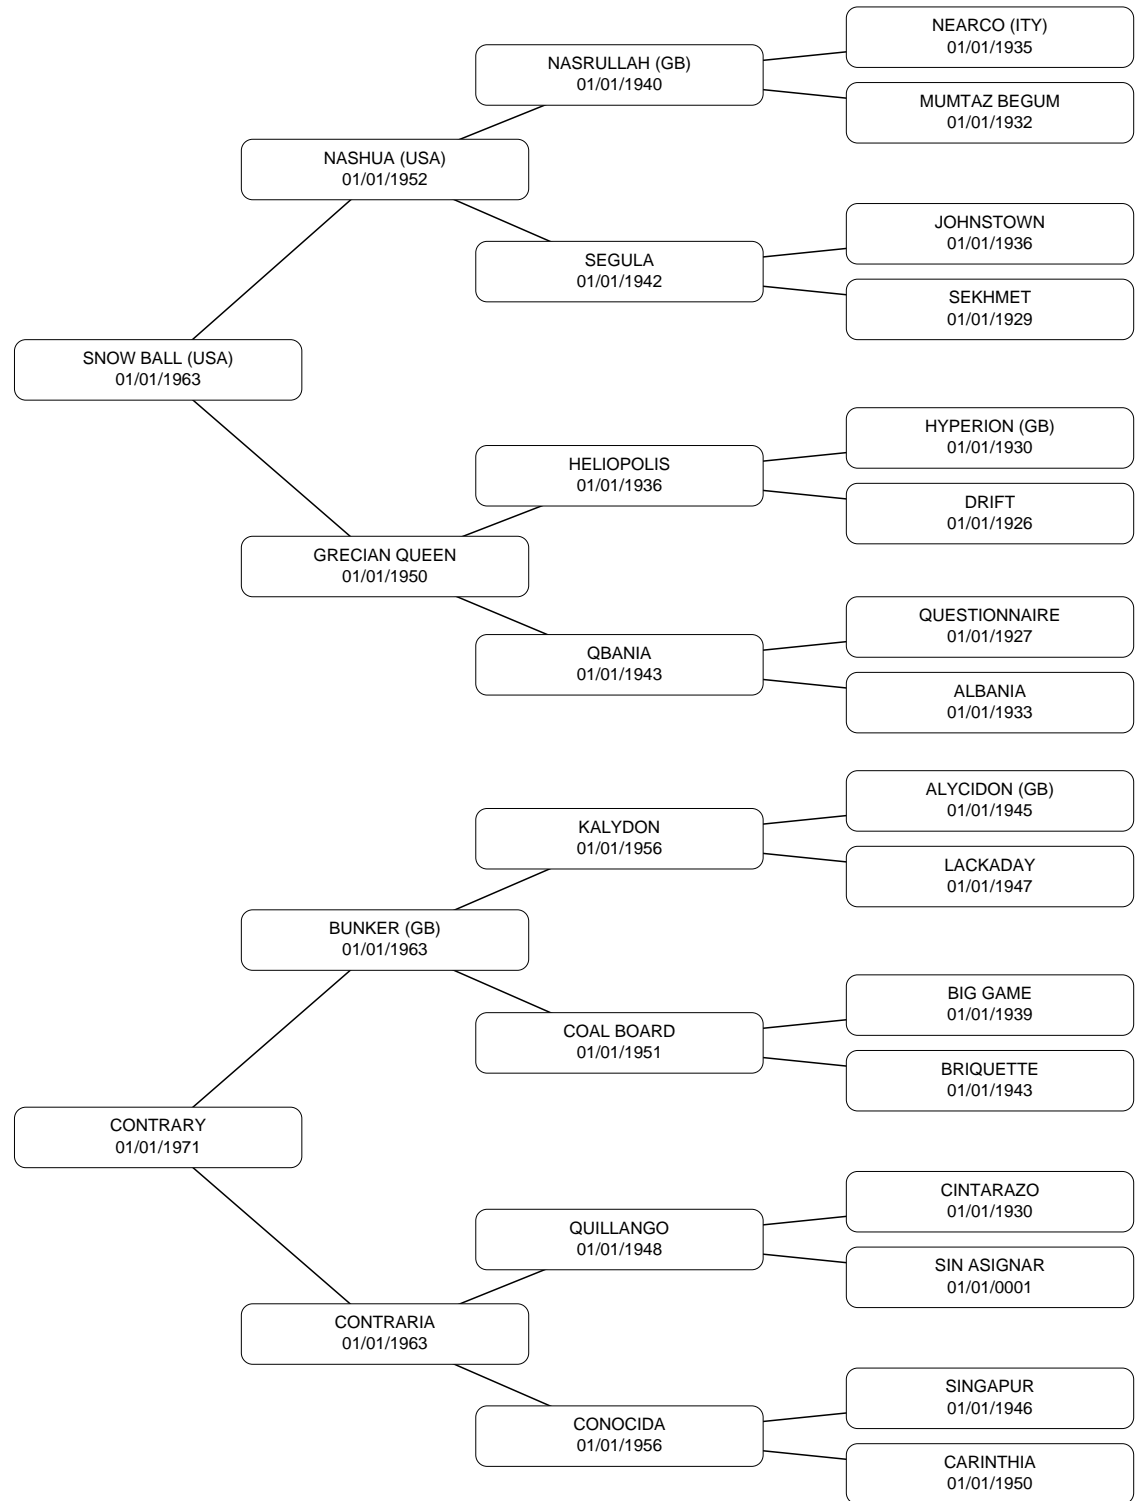 NEARCO (ITY)
01/01/1935
NASRULLAH (GB)
01/01/1940
MUMTAZ BEGUM
01/01/1932
NASHUA (USA)
01/01/1952
JOHNSTOWN
01/01/1936
SEGULA
01/01/1942
SEKHMET
01/01/1929
SNOW BALL (USA)
01/01/1963
HYPERION (GB)
01/01/1930
HELIOPOLIS
01/01/1936
DRIFT
01/01/1926
GRECIAN QUEEN
01/01/1950
QUESTIONNAIRE
01/01/1927
QBANIA
01/01/1943
ALBANIA
01/01/1933
ALYCIDON (GB)
01/01/1945
KALYDON
01/01/1956
LACKADAY
01/01/1947
BUNKER (GB)
01/01/1963
BIG GAME
01/01/1939
COAL BOARD
01/01/1951
BRIQUETTE
01/01/1943
CONTRARY
01/01/1971
CINTARAZO
01/01/1930
QUILLANGO
01/01/1948
SIN ASIGNAR
01/01/0001
CONTRARIA
01/01/1963
SINGAPUR
01/01/1946
CONOCIDA
01/01/1956
CARINTHIA
01/01/1950